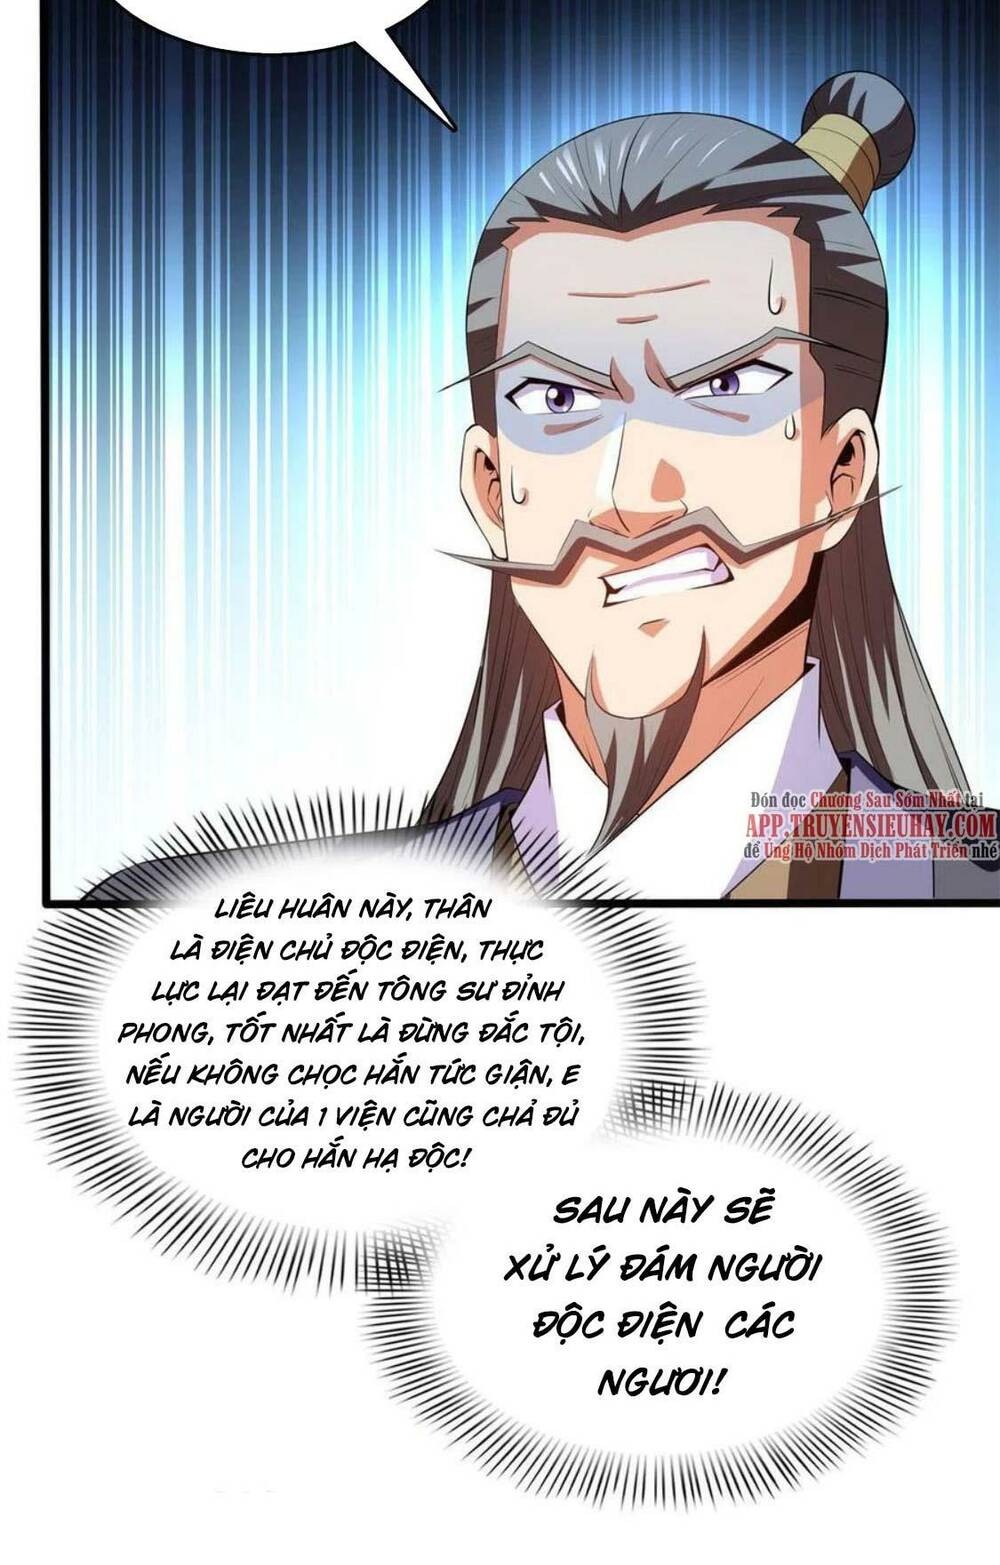 Đón đọc Chương Sau Sớm Nhất tại
APP.TRUYENSIEUHAY.COM
để Ủng Hộ Nhóm Dịch Phát Triển nhé
LIÊU HUÂN NÀY, THÂN
LÀ ĐIỆN CHỦ ĐỘC ĐIỆN, THỰC
LỰC LẠI ĐẠT ĐẾN TÔNG SƯ ĐỈNH
PHONG, TỐT NHẤT LÀ ĐỪNG ĐẮC TỘI,
NẾU KHÔNG CHỌC HẮN TỨC GIẬN, E
LÀ NGƯỜI CỦA 1 VIỆN CŨNG CHẢ ĐỦ
CHO HẮN HẠ ĐỘC!
SAU NÀY SẼ
XỬ LÝ ĐÁM NGƯỜI
ĐỘC ĐIỆN CÁC
NGƯƠI!